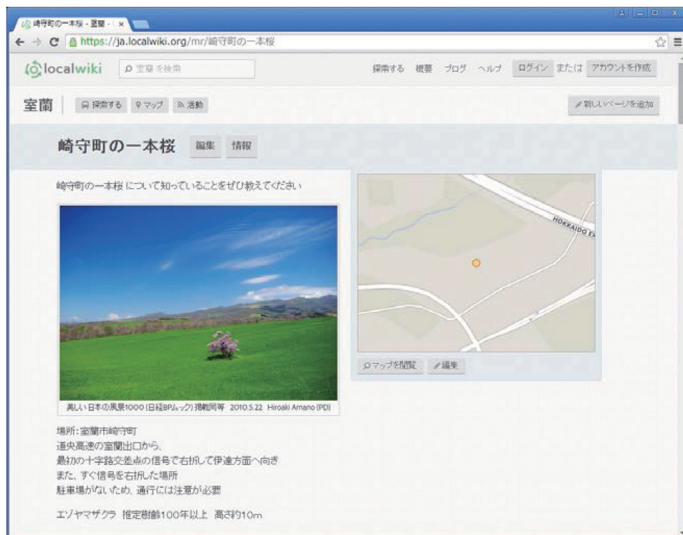 崎守町の一本桜 - 室蘭 -
https://ja.localwiki.org/mr/崎守町の一本桜
localwiki
室蘭 を検索
探索する 概要 ブログ ヘルプ ログイン または アカウントを作成
室蘭 探索する マップ 活動 新しいページを追加
崎守町の一本桜 編集 情報
崎守町の一本桜 について知っていることをぜひ教えてください
HOKKAIDO EX
マップを閲覧 編集
美しい日本の風景1000 (日経BPムック) 掲載同等 2010.5.22 Hiroaki Amano (PD)
場所:室蘭市崎守町
道央高速の室蘭出口から、
最初の十字路交差点の信号で右折して伊達方面へ向き
また、すぐ信号を右折した場所
駐車場がないため、通行には注意が必要
エゾヤマザクラ 推定樹齢100年以上 高さ約10m